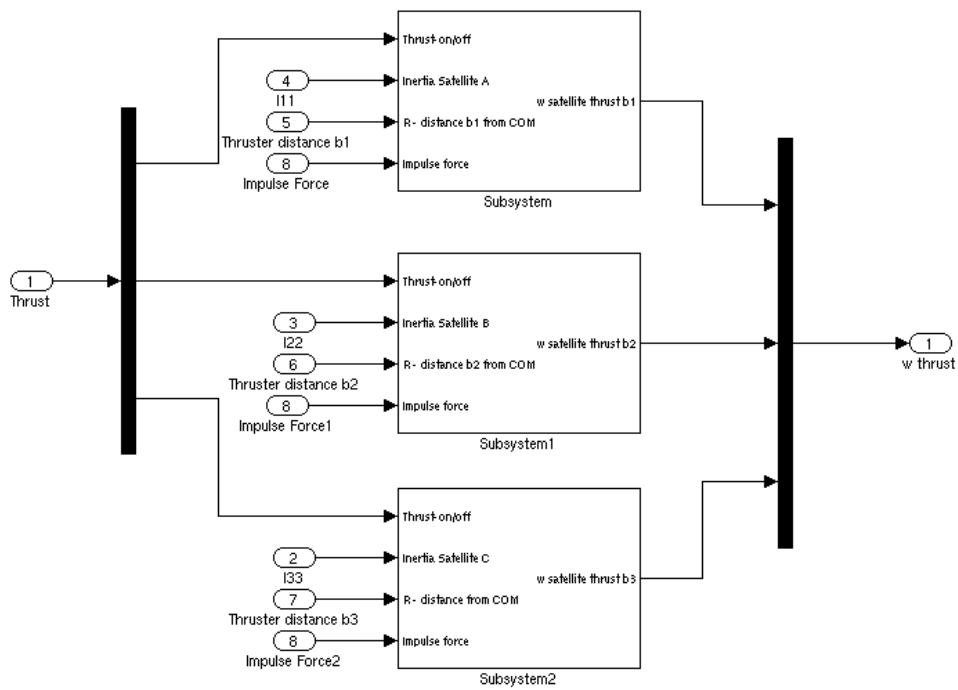 1
Thrust
4
I11
5
Thruster distance b1
8
Impulse Force
Thrust-on/off
Inertia Satellite A
R- distance b1 from COM
Impulse force
w satellite thrust b1
Subsystem
3
I22
6
Thruster distance b2
8
Impulse Force1
Thrust-on/off
Inertia Satellite B
R- distance b2 from COM
Impulse force
w satellite thrust b2
Subsystem1
2
I33
7
Thruster distance b3
8
Impulse Force2
Thrust-on/off
Inertia Satellite C
R- distance from COM
Impulse force
w satellite thrust b3
Subsystem2
1
w thrust